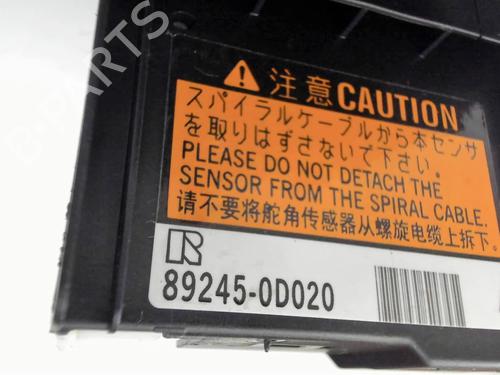 B-PARTS
注意 CAUTION
スパイラルケーブルから本センサ
を取りはずさないで下さい。
PLEASE DO NOT DETACH THE
SENSOR FROM THE SPIRAL CABLE.
请不要将舵角传感器从螺旋电缆上拆下。
R
89245-0D020